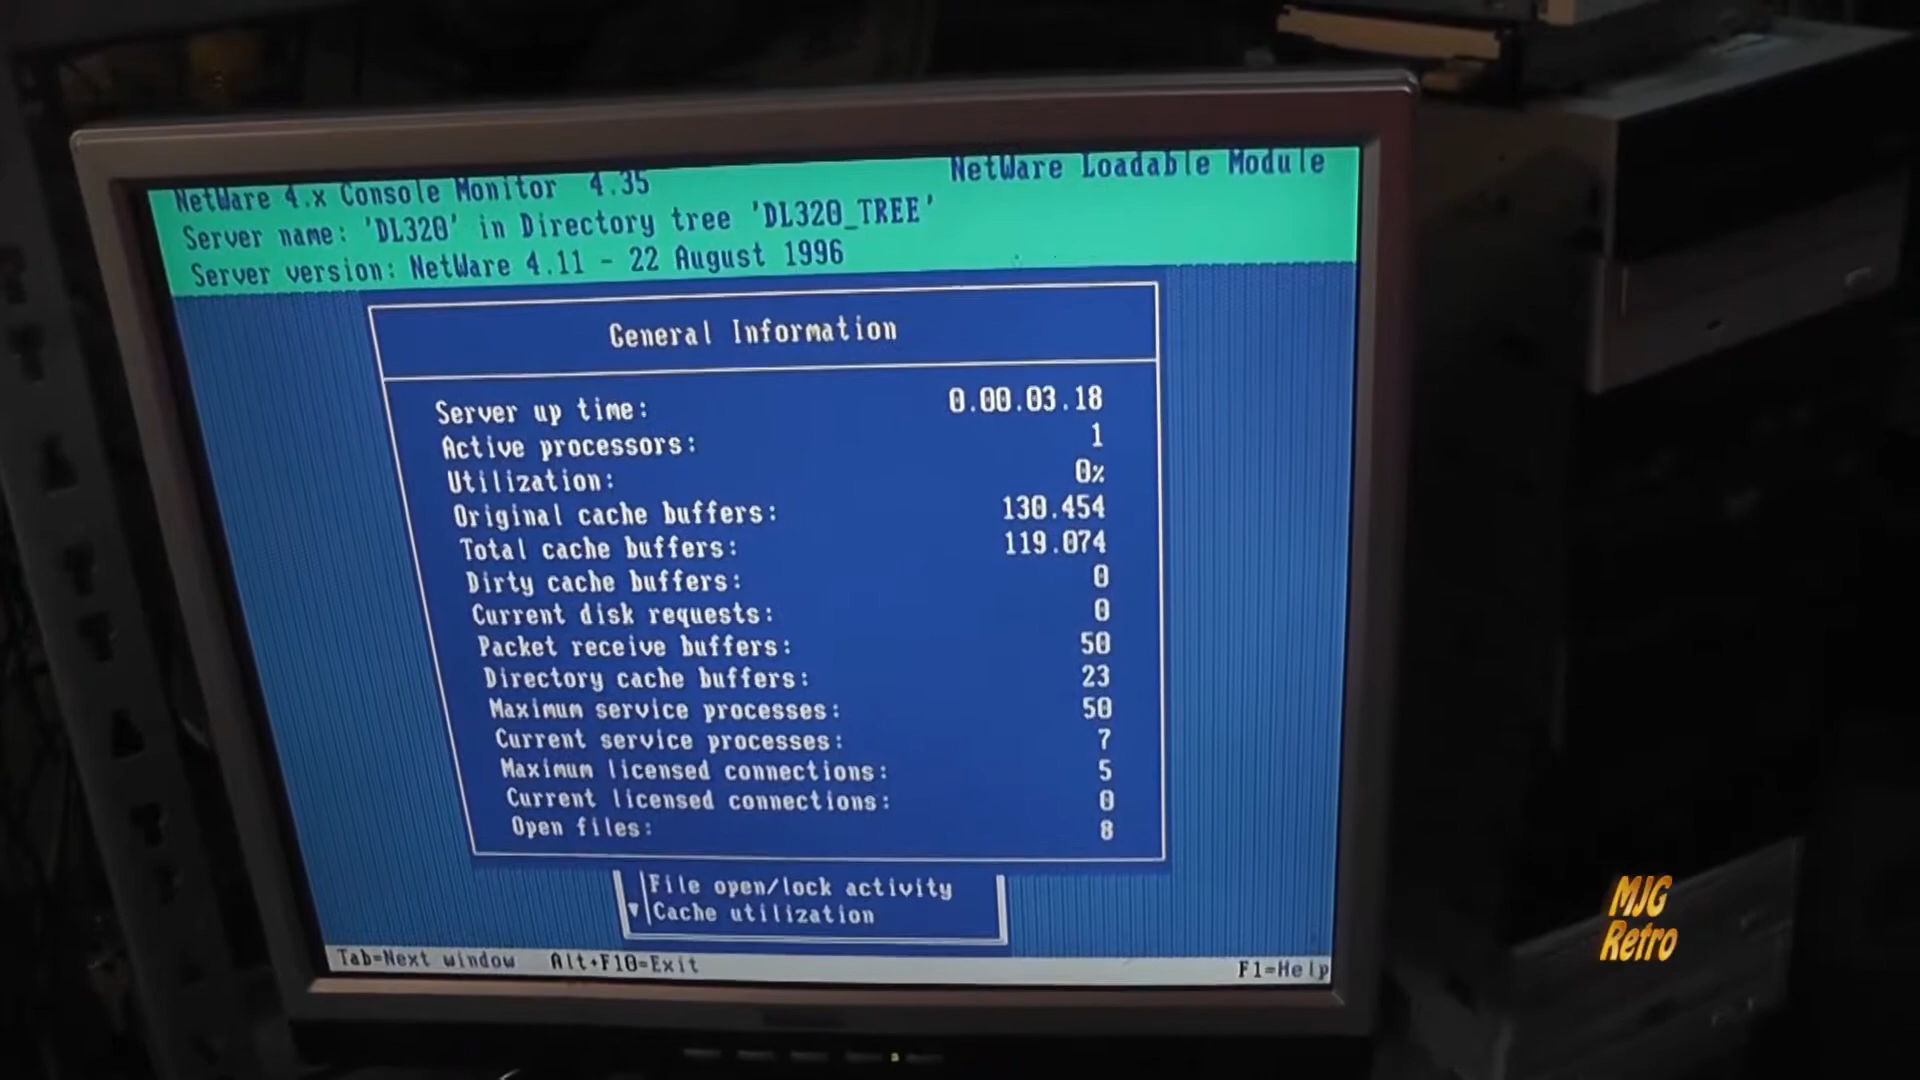 NetWare 4.x Console Monitor 4.35 NetWare Loadable Module
Server name: 'DL320' in Directory tree 'DL320_TREE'
Server version: NetWare 4.11 - 22 August 1996
General Information
Server up time: 0.00.03.18
Active processors: 1
Utilization: 0%
Original cache buffers: 130.454
Total cache buffers: 119.074
Dirty cache buffers: 0
Current disk requests: 0
Packet receive buffers: 50
Directory cache buffers: 23
Maximum service processes: 50
Current service processes: 7
Maximum licensed connections: 5
Current licensed connections: 0
Open files: 8
File open/lock activity
Cache utilization
Tab=Next window Alt+F10=Exit F1=Help
MJG
Retro